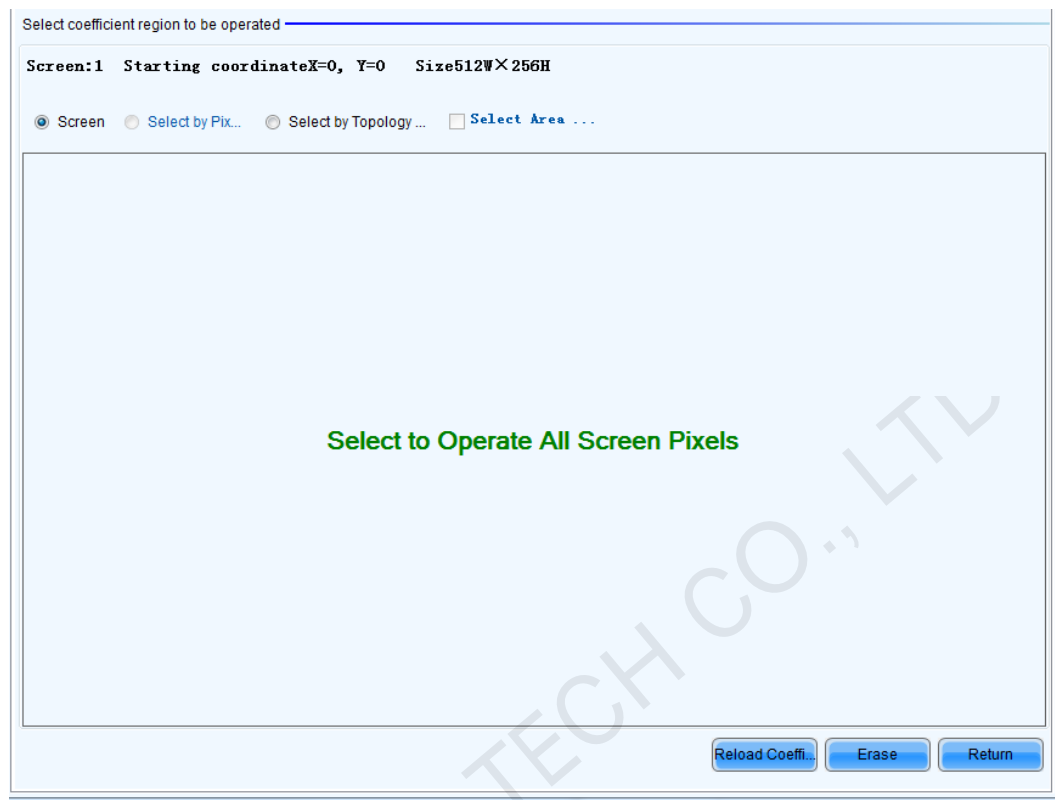 Select coefficient region to be operated
Screen:1 Starting coordinateX=0, Y=0 Size512W×256H
Screen Select by Pix... Select by Topology ... Select Area ...
Select to Operate All Screen Pixels
TECH CO., LTD
Reload Coeffi... Erase Return